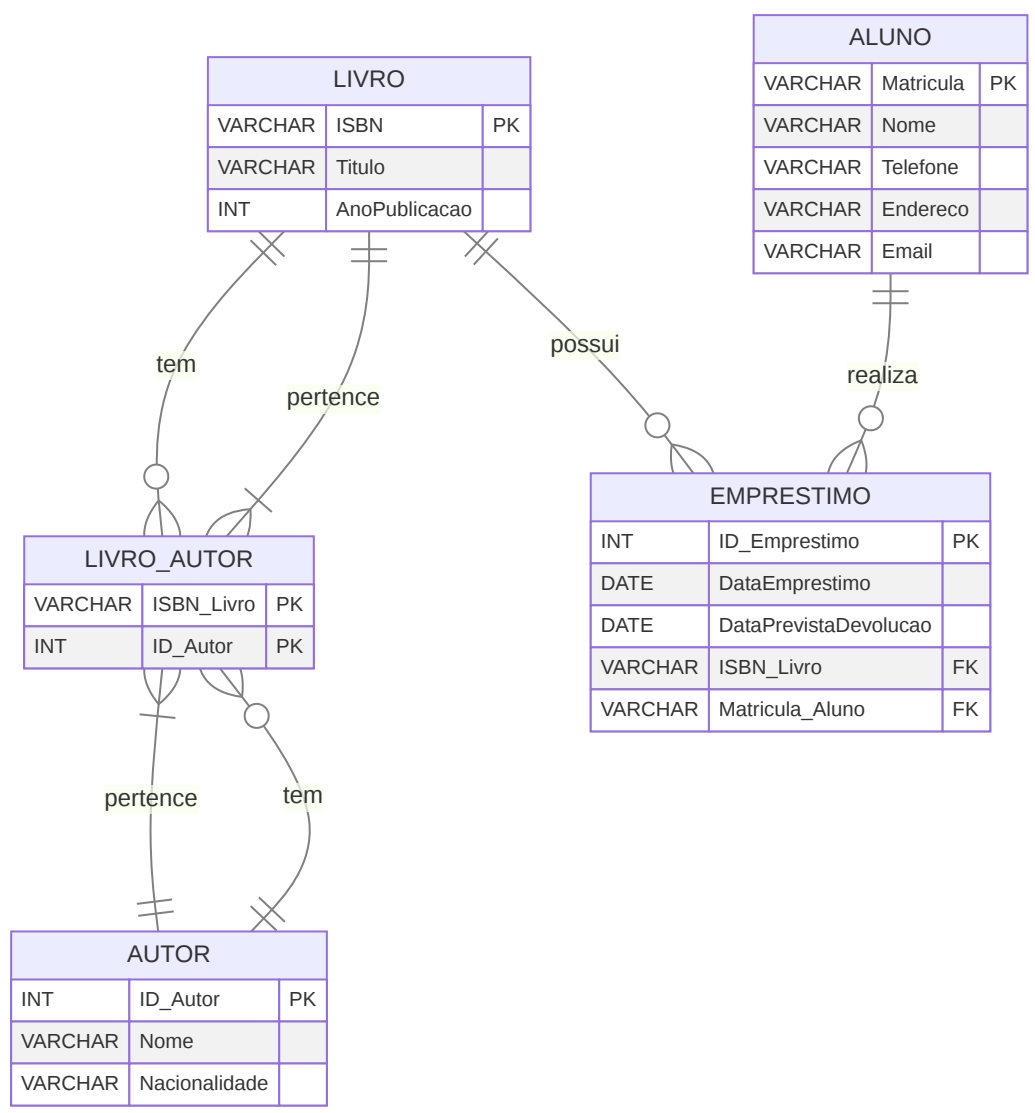 ALUNO
VARCHAR Matricula PK
VARCHAR Nome
VARCHAR Telefone
VARCHAR Endereco
VARCHAR Email
LIVRO
VARCHAR ISBN PK
VARCHAR Titulo
INT AnoPublicacao
possui
tem
realiza
pertence
EMPRESTIMO
INT ID_Emprestimo PK
DATE DataEmprestimo
DATE DataPrevistaDevolucao
VARCHAR ISBN_Livro FK
VARCHAR Matricula_Aluno FK
LIVRO_AUTOR
VARCHAR ISBN_Livro PK
INT ID_Autor PK
pertence
tem
AUTOR
INT ID_Autor PK
VARCHAR Nome
VARCHAR Nacionalidade